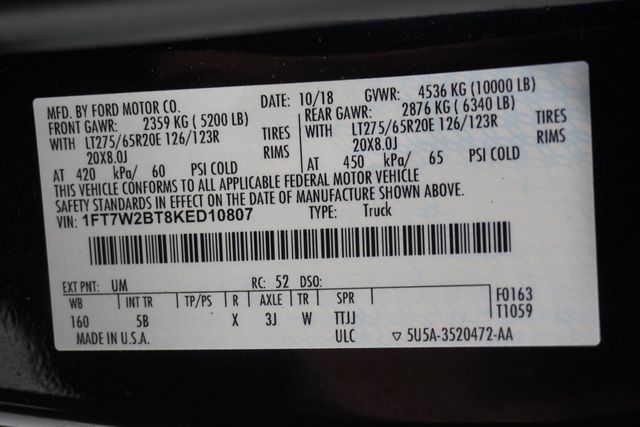 MFD. BY FORD MOTOR CO. DATE: 10/18 GVWR: 4536 KG (10000 LB)
FRONT GAWR: 2359 KG ( 5200 LB) REAR GAWR: 2876 KG ( 6340 LB)
WITH LT275/65R20E 126/123R TIRES WITH LT275/65R20E 126/123R TIRES
20X8.0J RIMS 20X8.0J RIMS
AT 420 kPa/ 60 PSI COLD AT 450 kPa/ 65 PSI COLD
THIS VEHICLE CONFORMS TO ALL APPLICABLE FEDERAL MOTOR VEHICLE
SAFETY STANDARDS IN EFFECT ON THE DATE OF MANUFACTURE SHOWN ABOVE.
VIN: 1FT7W2BT8KED10807 TYPE: Truck
EXT PNT: UM RC: 52 DSO:
WB INT TR TP/PS R AXLE TR SPR F0163
160 5B X 3J W TTJJ T1059
MADE IN U.S.A. ULC ▽ 5U5A-3520472-AA